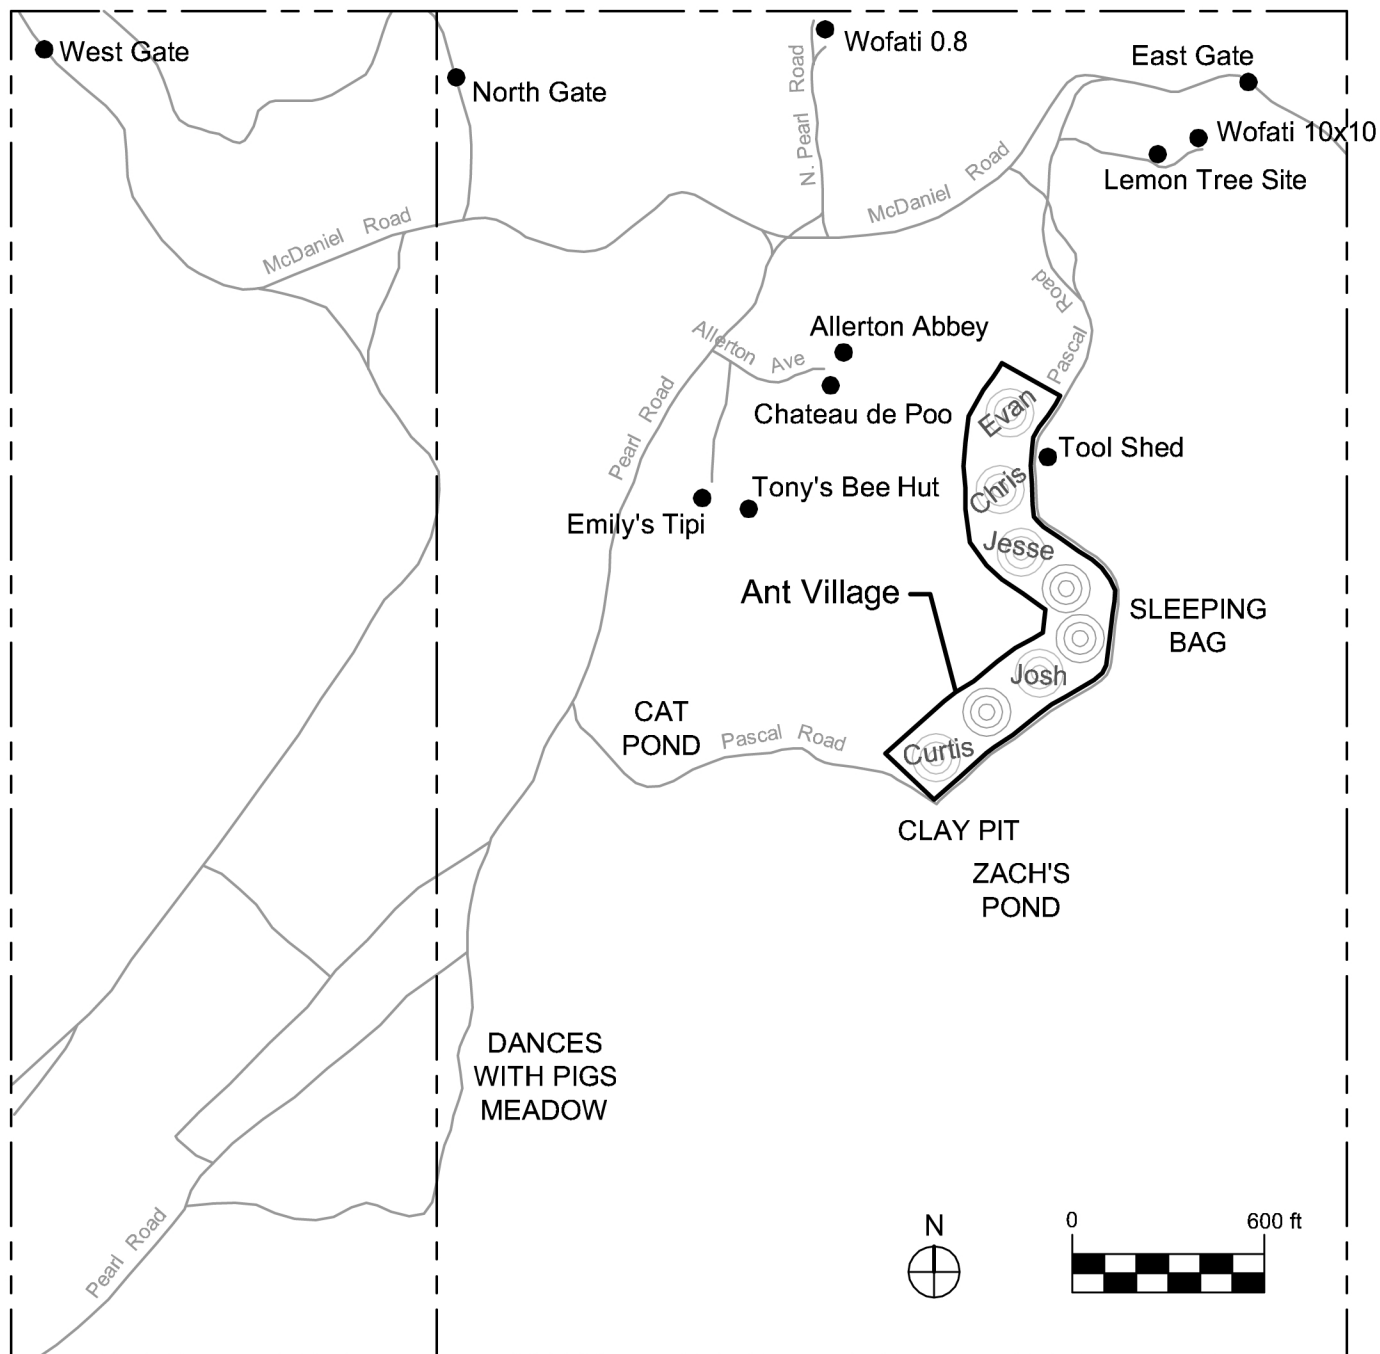 West Gate
North Gate
Wofati 0.8
East Gate
Wofati 10x10
Lemon Tree Site
N. Pearl Road
McDaniel Road
McDaniel Road
Pascal Road
Allerton Abbey
Allerton Ave
Chateau de Poo
Pearl Road
Evan
Tool Shed
Chris
Tony's Bee Hut
Emily's Tipi
Jesse
Ant Village
SLEEPING
BAG
Josh
CAT
POND
Pascal Road
Curtis
CLAY PIT
ZACH'S
POND
DANCES
WITH PIGS
MEADOW
Pearl Road
N
0
600 ft